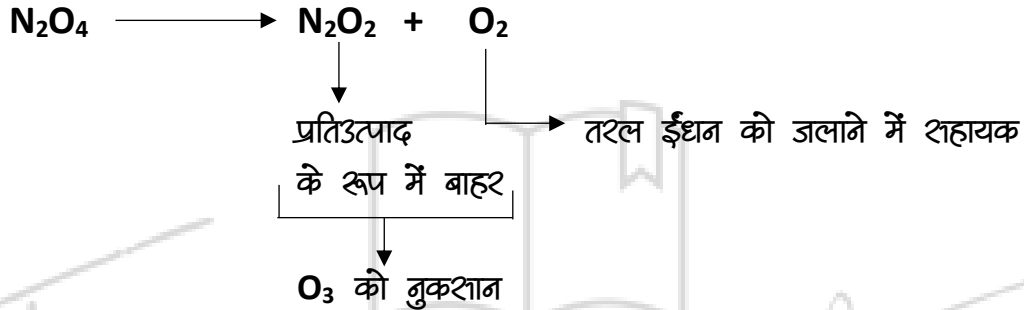 N₂O₄ N₂O₂ + O₂
प्रतिउत्पाद तरल ईंधन को जलाने में सहायक
के रूप में बाहर
O₃ को नुकसान